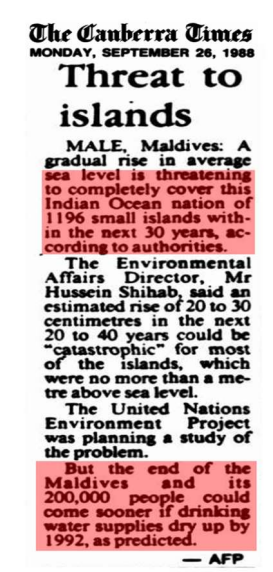 The Canberra Times
MONDAY, SEPTEMBER 26, 1988
Threat to
islands
MALE, Maldives: A
gradual rise in average
sea level is threatening
to completely cover this
Indian Ocean nation of
1196 small islands with-
in the next 30 years, ac-
cording to authorities.
The Environmental
Affairs Director, Mr
Hussein Shihab, said an
estimated rise of 20 to 30
centimetres in the next
20 to 40 years could be
"catastrophic" for most
of the islands, which
were no more than a me-
tre above sea level.
The United Nations
Environment Project
was planning a study of
the problem.
But the end of the
Maldives and its
200,000 people could
come sooner if drinking
water supplies dry up by
1992, as predicted.
— AFP